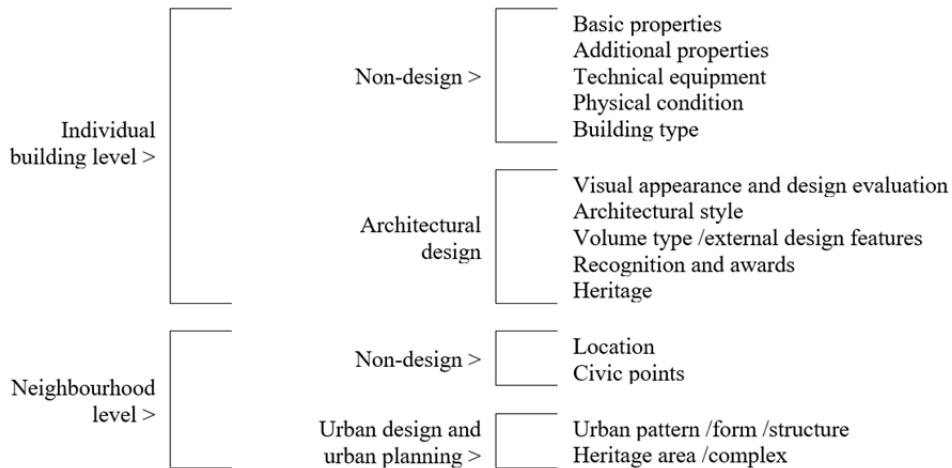 Individual
building level >
Non-design >
Basic properties
Additional properties
Technical equipment
Physical condition
Building type
Architectural
design
Visual appearance and design evaluation
Architectural style
Volume type /external design features
Recognition and awards
Heritage
Neighbourhood
level >
Non-design >
Location
Civic points
Urban design and
urban planning >
Urban pattern /form /structure
Heritage area /complex